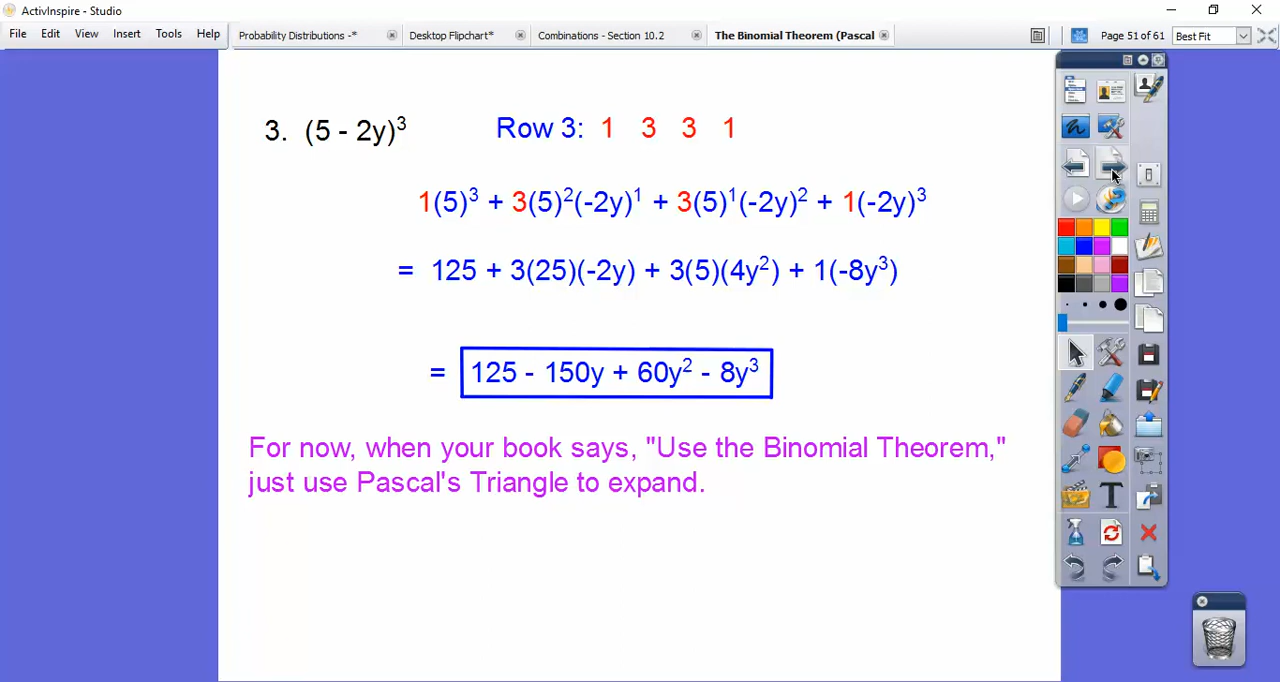 ActivInspire - Studio
File Edit View Insert Tools Help
Probability Distributions -* Desktop Flipchart* Combinations - Section 10.2 The Binomial Theorem (Pascal Page 51 of 61 Best Fit
3. (5 - 2y)³ Row 3: 1 3 3 1
1(5)³ + 3(5)²(-2y)¹ + 3(5)¹(-2y)² + 1(-2y)³
= 125 + 3(25)(-2y) + 3(5)(4y²) + 1(-8y³)
= 125 - 150y + 60y² - 8y³
For now, when your book says, "Use the Binomial Theorem,"
just use Pascal's Triangle to expand.